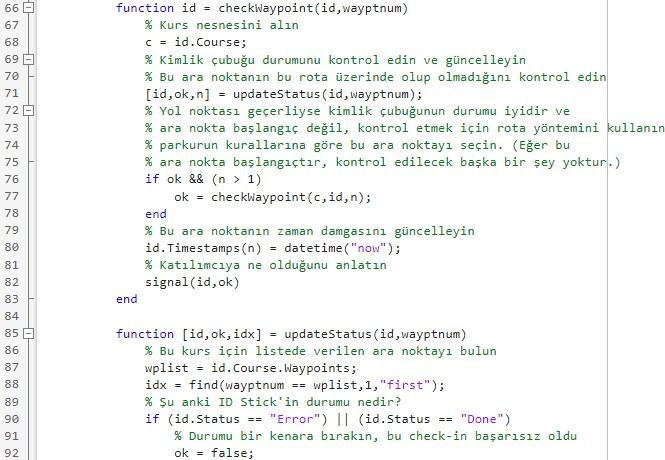 66 function id = checkWaypoint(id,wayptnum)
67 % Kurs nesnesini alın
68 c = id.Course;
69 % Kimlik çubuğu durumunu kontrol edin ve güncelleyin
70 % Bu ara noktanın bu rota üzerinde olup olmadığını kontrol edin
71 [id,ok,n] = updateStatus(id,wayptnum);
72 % Yol noktası geçerliyse kimlik çubuğunun durumu iyidir ve
73 % ara nokta başlangıç değil, kontrol etmek için rota yöntemini kullanın
74 % parkurun kurallarına göre bu ara noktayı seçin. (Eğer bu
75 % ara nokta başlangıçtır, kontrol edilecek başka bir şey yoktur.)
76 if ok && (n > 1)
77 ok = checkWaypoint(c,id,n);
78 end
79 % Bu ara noktanın zaman damgasını güncelleyin
80 id.Timestamps(n) = datetime("now");
81 % Katılımcıya ne olduğunu anlatın
82 signal(id,ok)
83 end
84
85 function [id,ok,idx] = updateStatus(id,wayptnum)
86 % Bu kurs için listede verilen ara noktayı bulun
87 wplist = id.Course.Waypoints;
88 idx = find(wayptnum == wplist,1,"first");
89 % Şu anki ID Stick'in durumu nedir?
90 if (id.Status == "Error") || (id.Status == "Done")
91 % Durumu bir kenara bırakın, bu check-in başarısız oldu
92 ok = false;